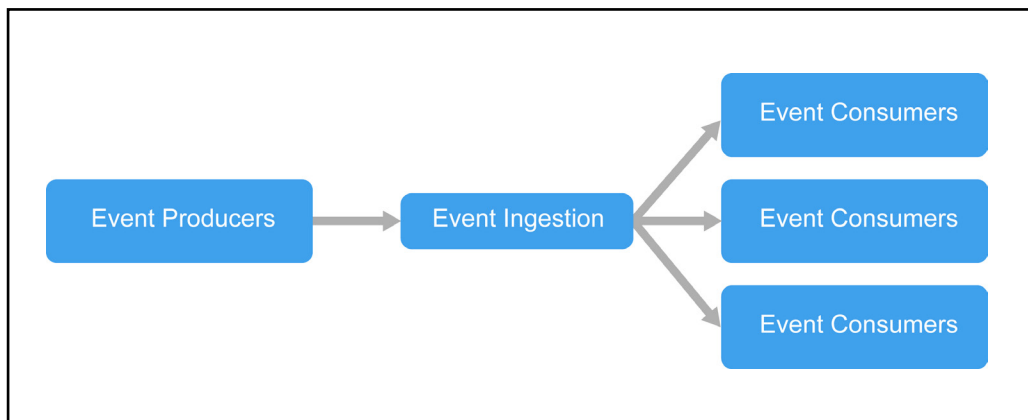 Event Consumers
Event Producers
Event Ingestion
Event Consumers
Event Consumers